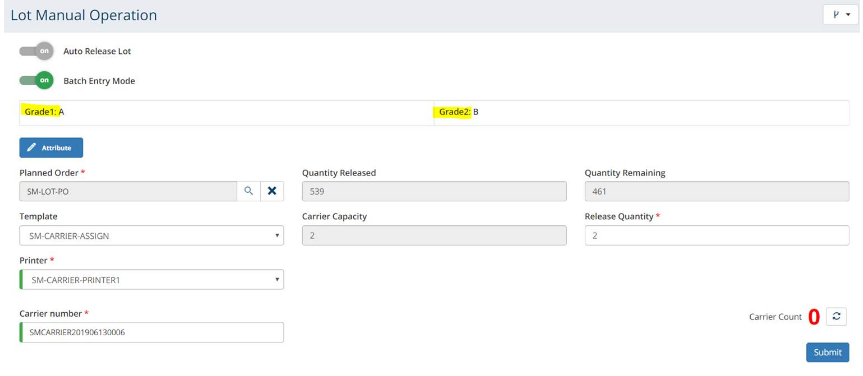 Lot Manual Operation
on Auto Release Lot
on Batch Entry Mode
Grade1: A Grade2: B
Attribute
Planned Order * Quantity Released Quantity Remaining
SM-LOT-PO 539 461
Template Carrier Capacity Release Quantity *
SM-CARRIER-ASSIGN 2 2
Printer *
SM-CARRIER-PRINTER1
Carrier number * Carrier Count 0
SMCARRIER201906130006
Submit